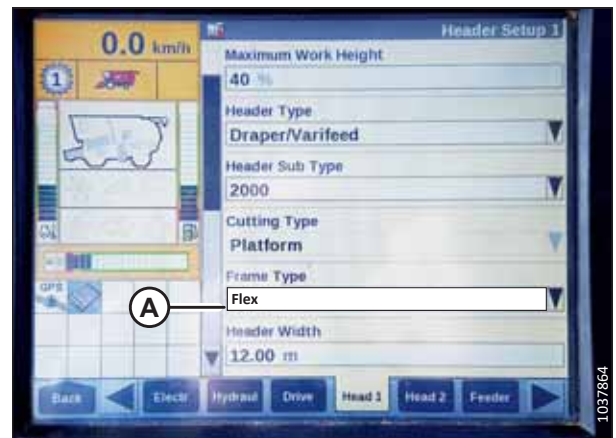 0.0 km/h
Header Setup 1
1
Maximum Work Height
40 %
Header Type
Draper/Varifeed
Header Sub Type
2000
Cutting Type
Platform
Frame Type
A
Flex
Header Width
12.00 m
GPS
Back
Electr
Hydraul
Drive
Head 1
Head 2
Feeder
1037864